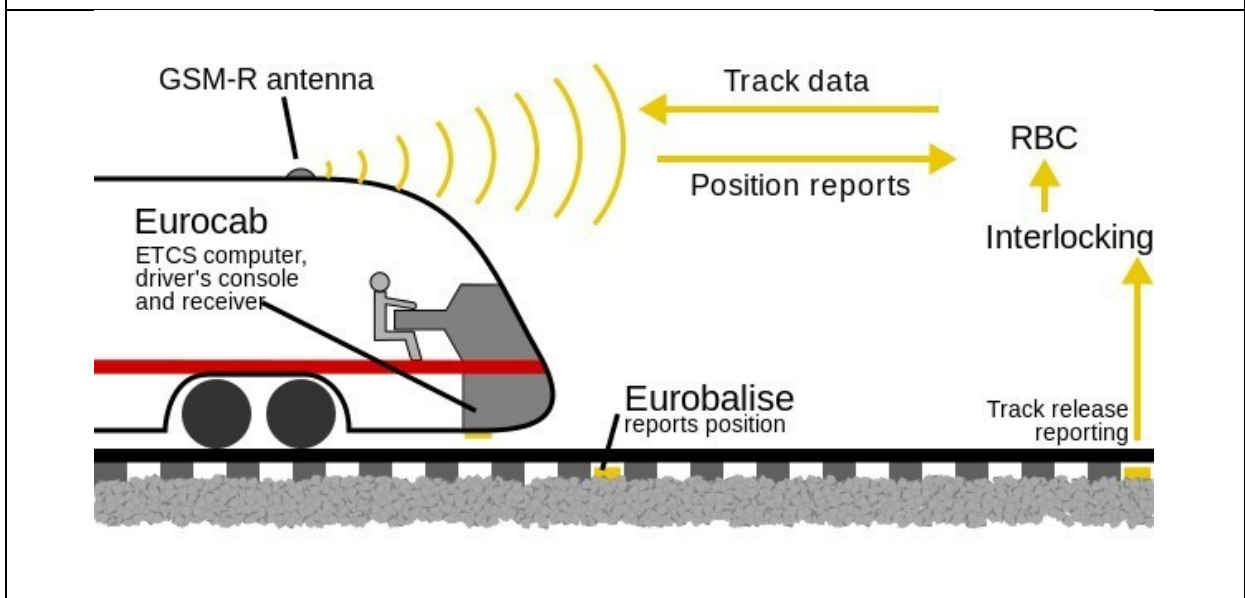 GSM-R antenna
Track data
RBC
Position reports
Eurocab
ETCS computer,
driver's console
and receiver
Interlocking
Eurobalise
reports position
Track release
reporting